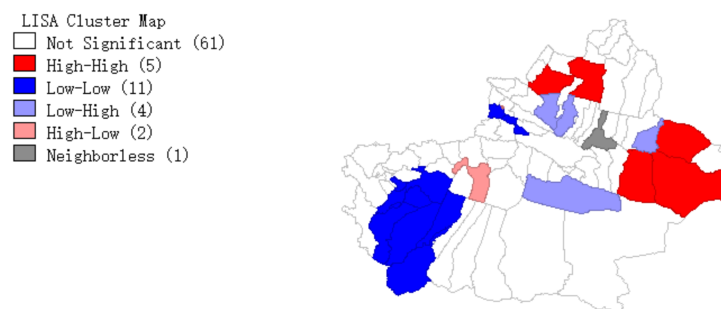 LISA Cluster Map
Not Significant (61)
High-High (5)
Low-Low (11)
Low-High (4)
High-Low (2)
Neighborless (1)